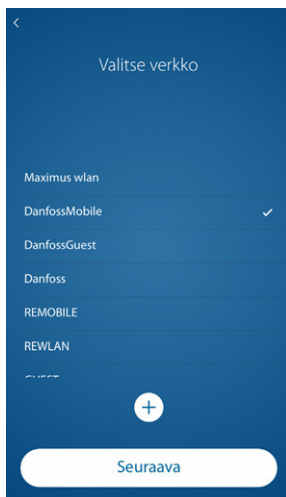 Valitse verkko
Maximus wlan
DanfossMobile
DanfossGuest
Danfoss
REMOBILE
REWLAN
Seuraava